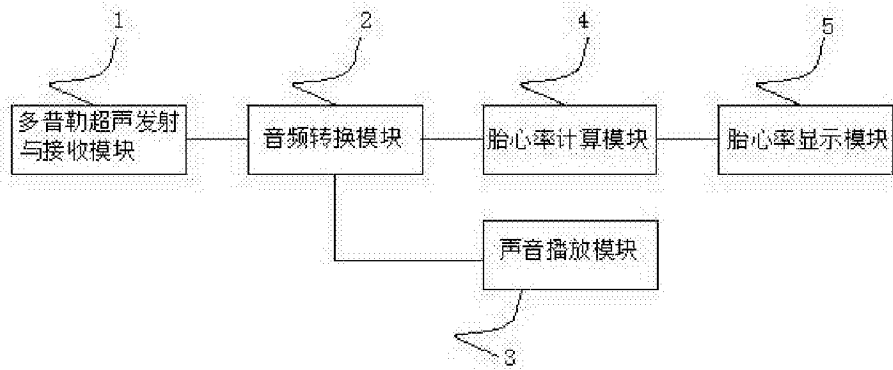 1
2
4
5
多普勒超声发射
与接收模块
音频转换模块
胎心率计算模块
胎心率显示模块
声音播放模块
3